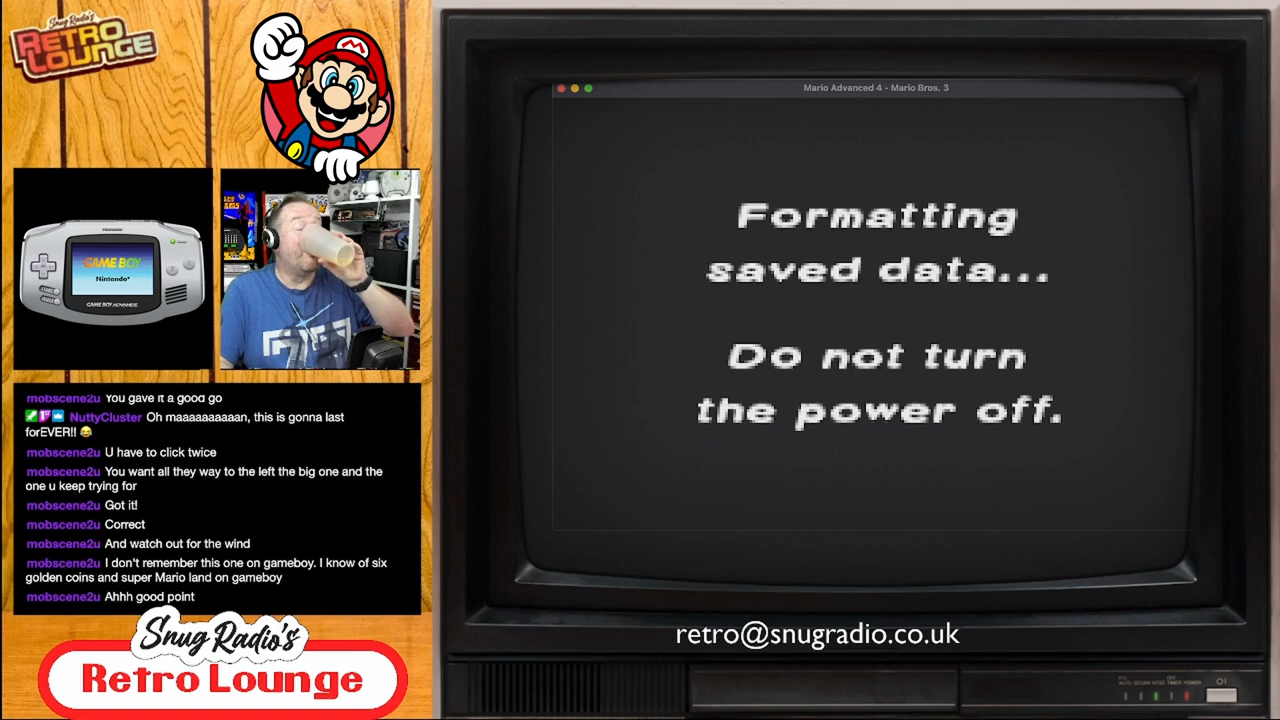 Snug Radio's
RETRO
LOUNGE
M
GAME BOY
Nintendo
GAME BOY ADVANCE
mobscene2u You gave it a good go
NuttyCluster Oh maaaaaaaaan, this is gonna last
forEVER!! 😂
mobscene2u U have to click twice
mobscene2u You want all they way to the left the big one and the
one u keep trying for
mobscene2u Got it!
mobscene2u Correct
mobscene2u And watch out for the wind
mobscene2u I don't remember this one on gameboy. I know of six
golden coins and super Mario land on gameboy
mobscene2u Ahhh good point
Snug Radio's
Retro Lounge
Mario Advanced 4 - Mario Bros. 3
Formatting
saved data...
Do not turn
the power off.
retro@snugradio.co.uk